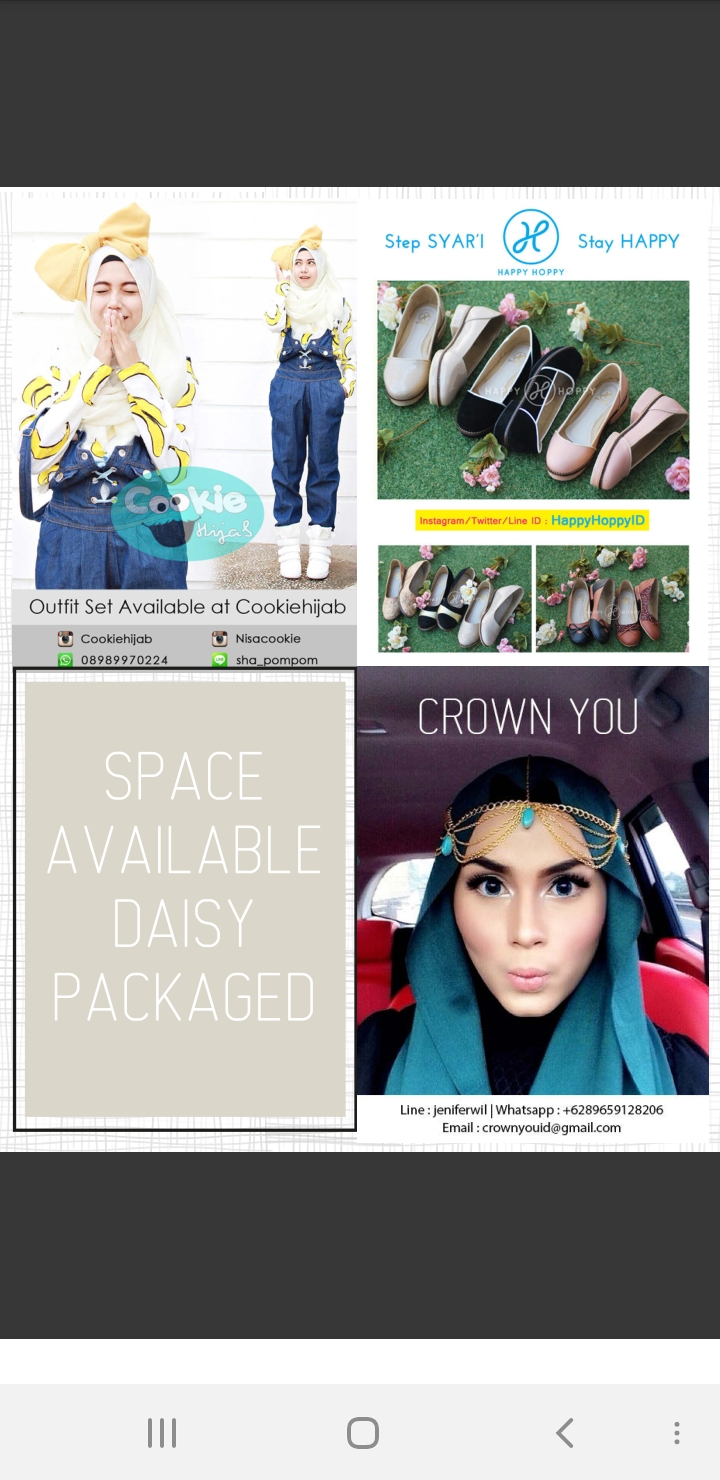 Cookie
Hijab
Outfit Set Available at Cookiehijab
Cookiehijab
Nisacookie
08989970224
sha_pompom
Step SYAR'I
Stay HAPPY
HAPPY HOPPY
HAPPY HOPPY
Instagram/Twitter/Line ID : HappyHoppyID
SPACE
AVAILABLE
DAISY
PACKAGED
CROWN YOU
Line : jeniferwil | Whatsapp : +6289659128206
Email : crownyouid@gmail.com